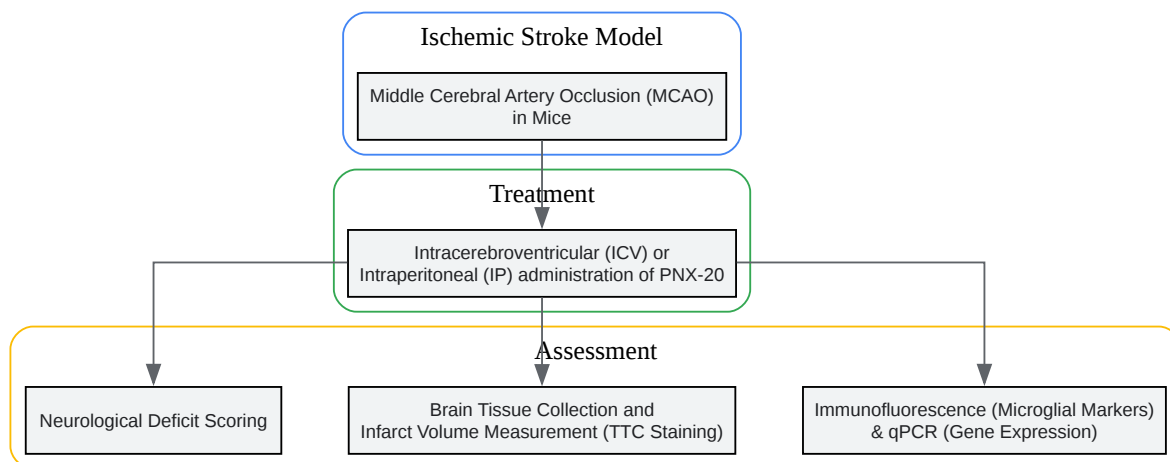 Ischemic Stroke Model
Middle Cerebral Artery Occlusion (MCAO)
in Mice
Treatment
Intracerebroventricular (ICV) or
Intraperitoneal (IP) administration of PNX-20
Assessment
Neurological Deficit Scoring
Brain Tissue Collection and
Infarct Volume Measurement (TTC Staining)
Immunofluorescence (Microglial Markers)
& qPCR (Gene Expression)